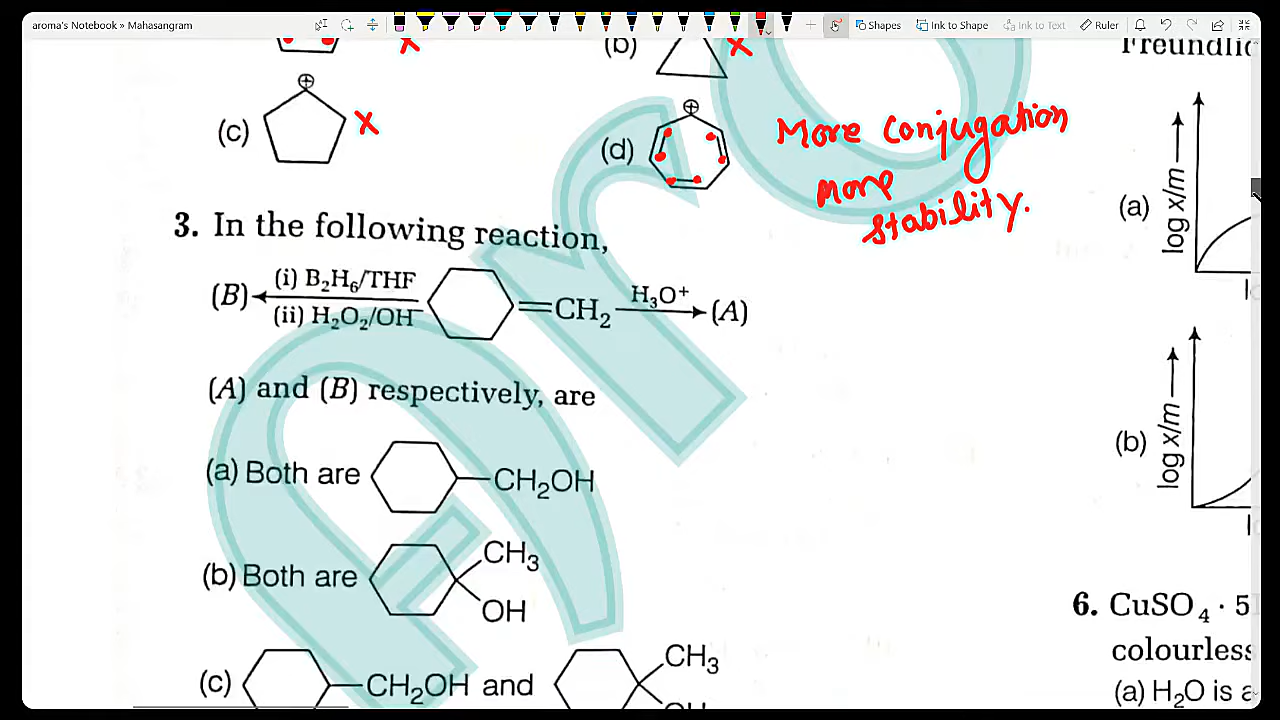 aroma's Notebook » Mahasangram
Shapes
Ink to Shape
Ink to Text
Ruler
(b)
(c)
(d)
More conjugation
more
stability.
3. In the following reaction,
(B) (i) B₂H₆/THF
(ii) H₂O₂/OH⁻
=CH₂ H₃O⁺ (A)
(A) and (B) respectively, are
(a) Both are —CH₂OH
(b) Both are CH₃
OH
(c) —CH₂OH and CH₃
(a) log x/m
(b) log x/m
6. CuSO₄ · 5
colourless
(a) H₂O is a